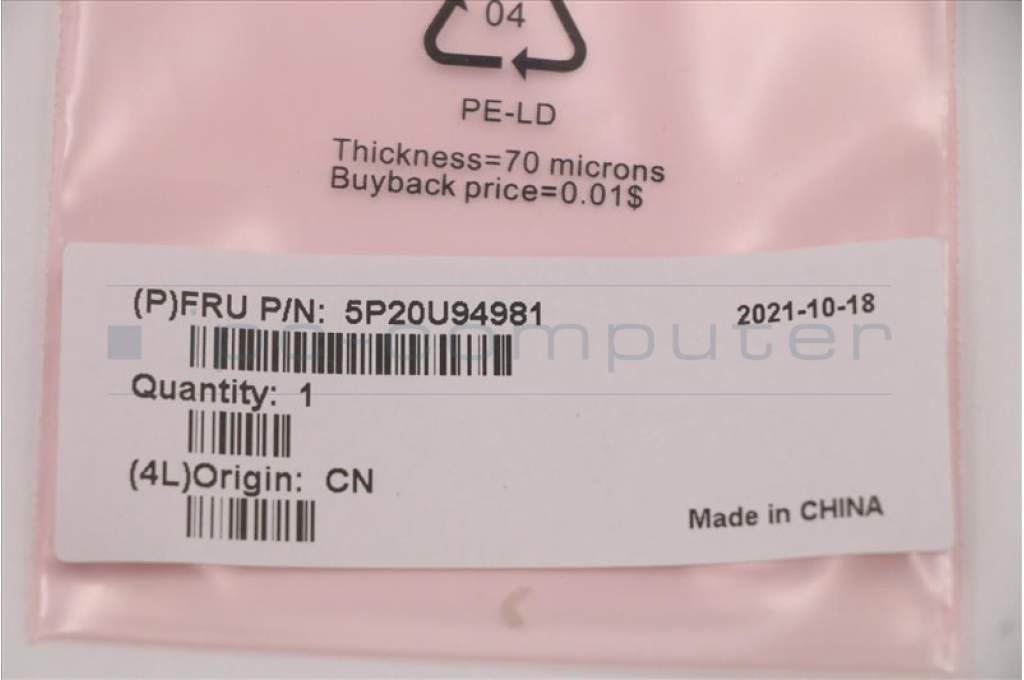 04
PE-LD
Thickness=70 microns
Buyback price=0.01$
(P)FRU P/N: 5P20U94981
2021-10-18
computer
Quantity: 1
(4L)Origin: CN
Made in CHINA